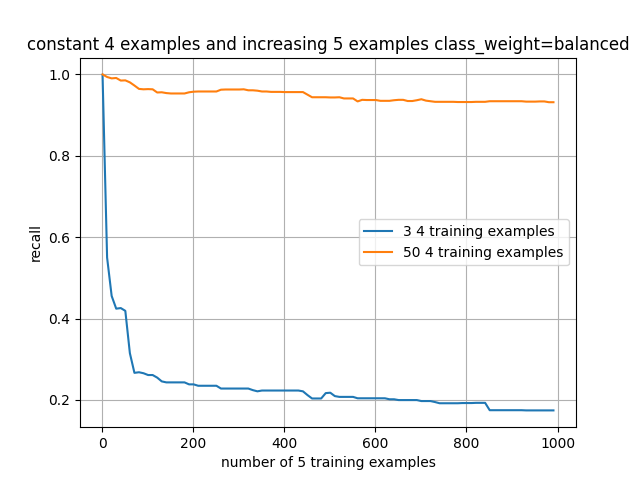 constant 4 examples and increasing 5 examples class_weight=balanced
1.0
0.8
0.6
0.4
0.2
recall
3 4 training examples
50 4 training examples
0 200 400 600 800 1000
number of 5 training examples